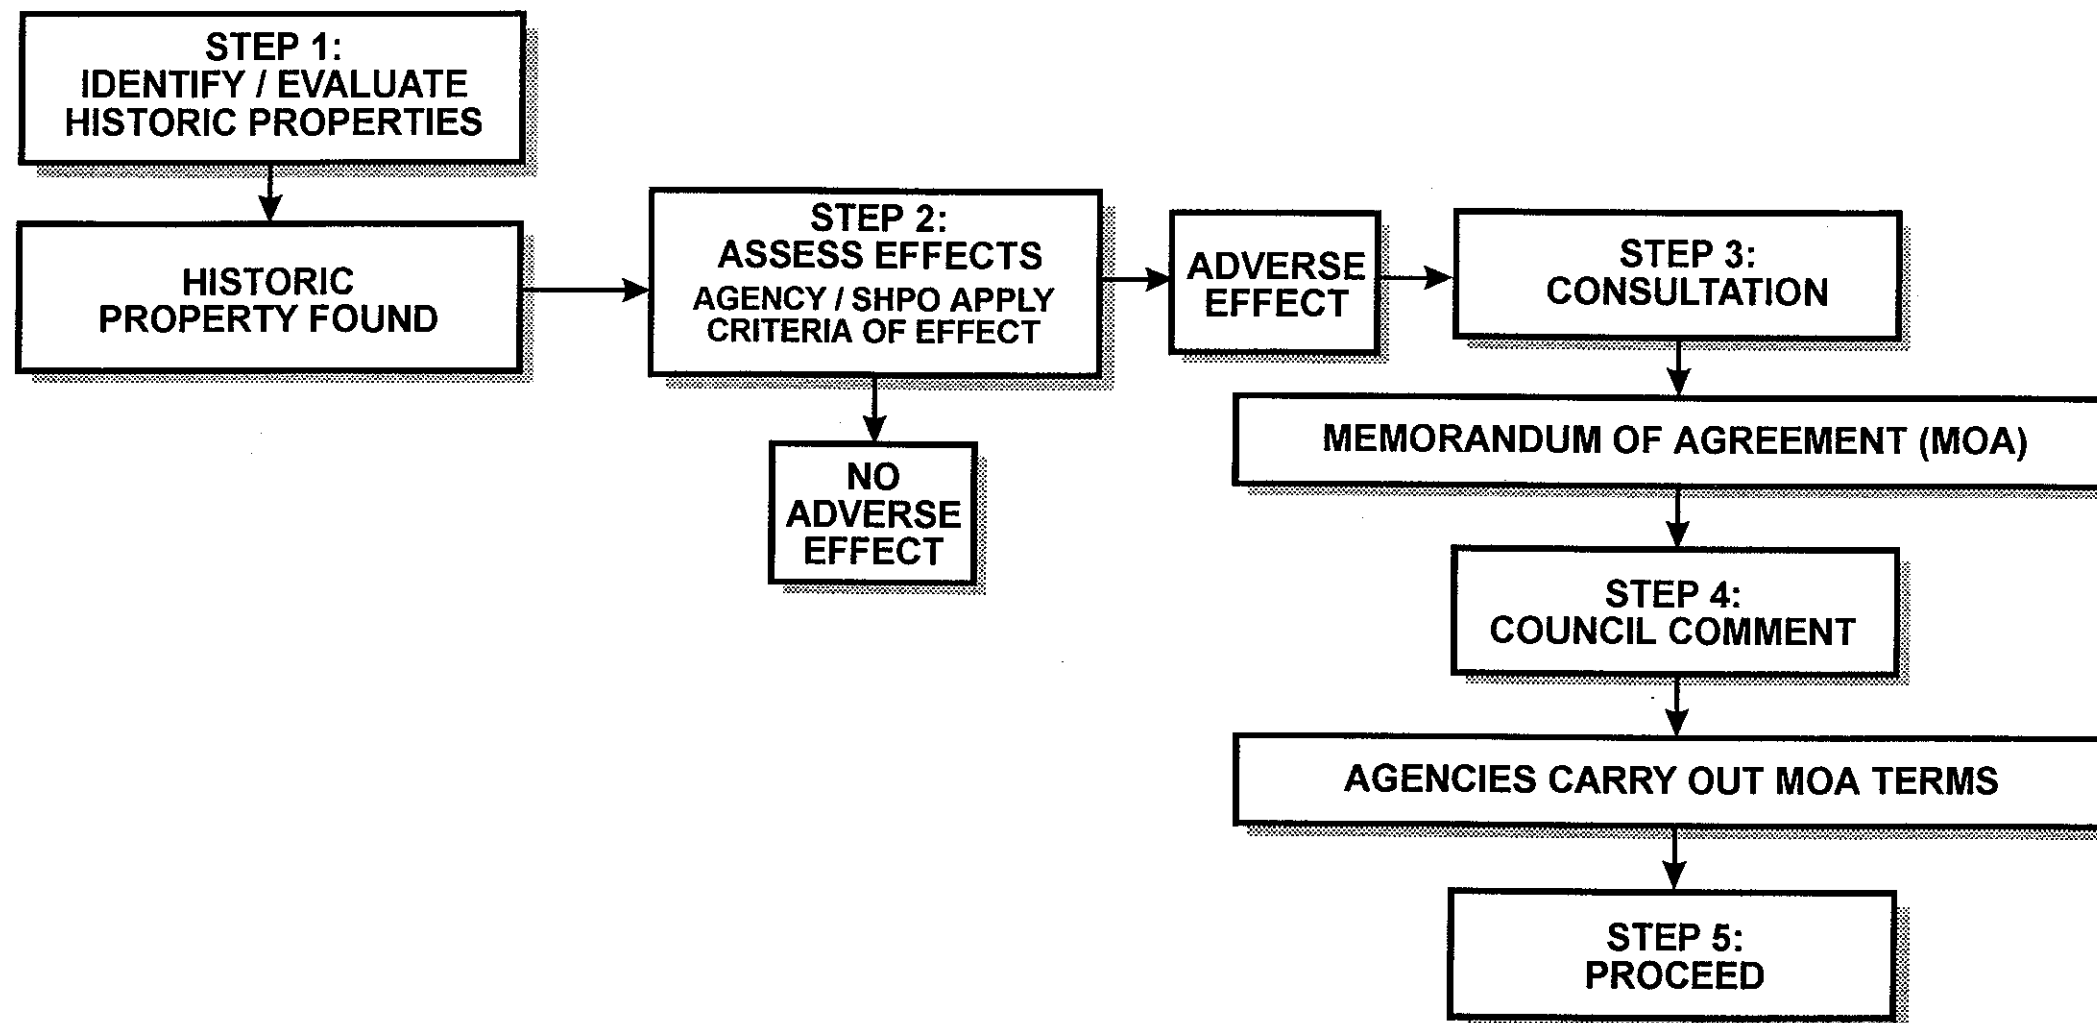 STEP 1:
IDENTIFY / EVALUATE
HISTORIC PROPERTIES
HISTORIC
PROPERTY FOUND
STEP 2:
ASSESS EFFECTS
AGENCY / SHPO APPLY
CRITERIA OF EFFECT
NO
ADVERSE
EFFECT
ADVERSE
EFFECT
STEP 3:
CONSULTATION
MEMORANDUM OF AGREEMENT (MOA)
STEP 4:
COUNCIL COMMENT
AGENCIES CARRY OUT MOA TERMS
STEP 5:
PROCEED